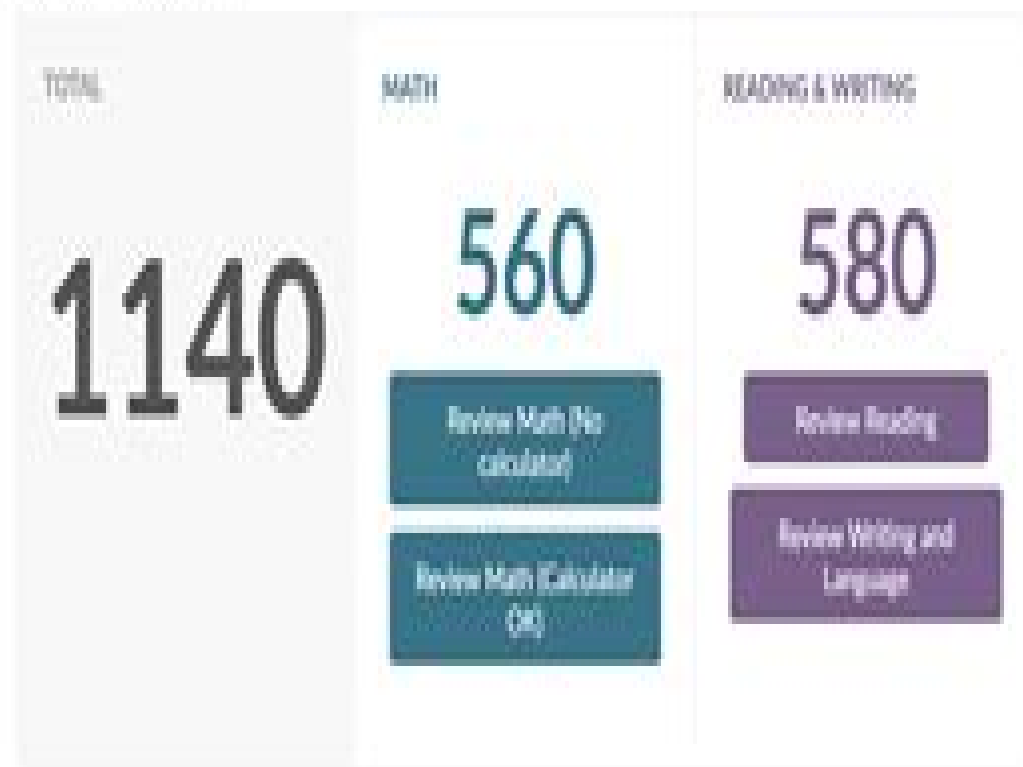 TOTAL
1140
MATH
560
Review Math (No
calculator)
Review Math (Calculator
OK)
READING & WRITING
580
Review Reading
Review Writing and
Language